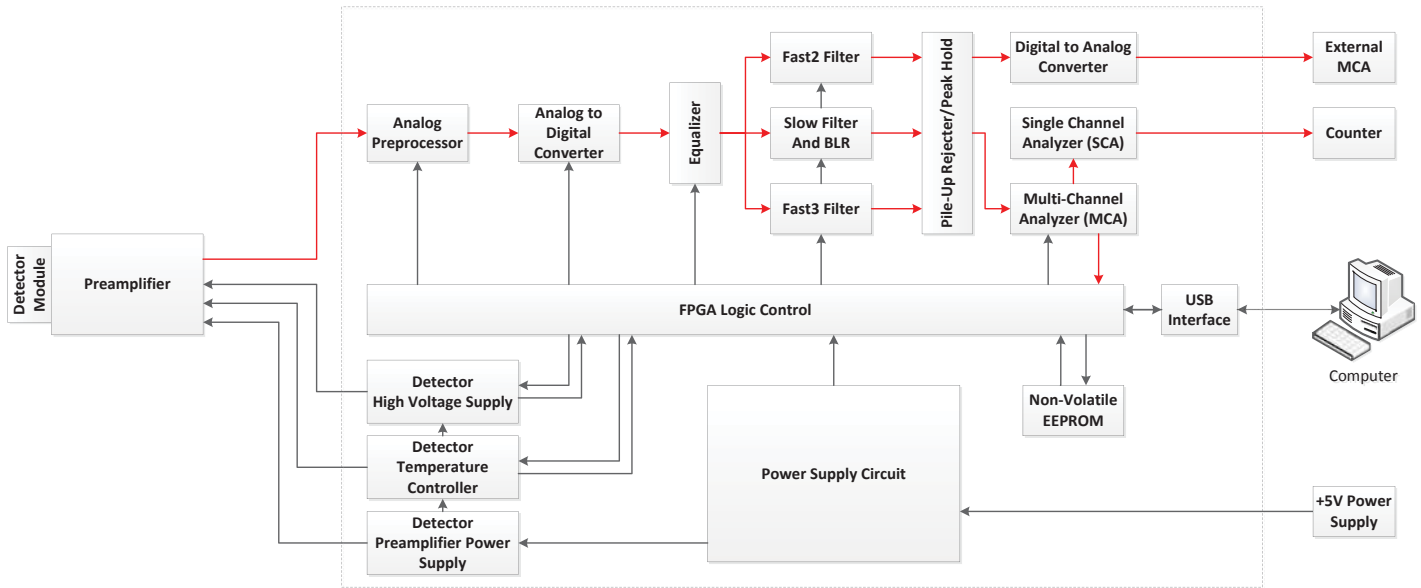 Fast2 Filter
Digital to Analog
Converter
External
MCA
Analog
Preprocessor
Analog to
Digital
Converter
Equalizer
Slow Filter
And BLR
Pile-Up Rejecter/Peak Hold
Single Channel
Analyzer (SCA)
Counter
Fast3 Filter
Multi-Channel
Analyzer (MCA)
Detector
Module
Preamplifier
FPGA Logic Control
USB
Interface
Computer
Detector
High Voltage Supply
Non-Volatile
EEPROM
Detector
Temperature
Controller
Power Supply Circuit
+5V Power
Supply
Detector
Preamplifier Power
Supply